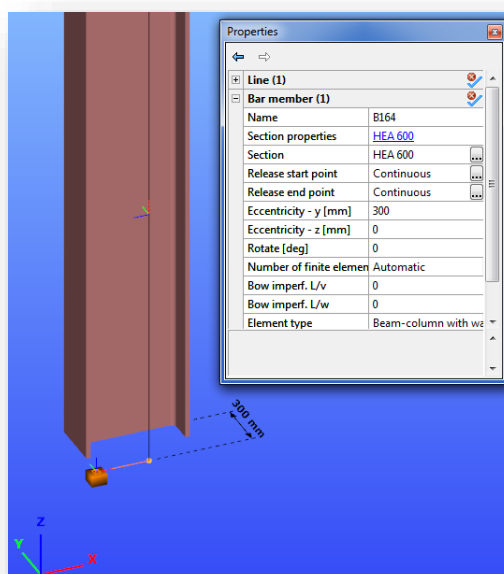 Properties
Line (1)
Bar member (1)
Name B164
Section properties HEA 600
Section HEA 600 ...
Release start point Continuous ...
Release end point Continuous ...
Eccentricity - y [mm] 300
Eccentricity - z [mm] 0
Rotate [deg] 0
Number of finite elemen Automatic
Bow imperf. L/v 0
Bow imperf. L/w 0
Element type Beam-column with wa
300 mm
Z
Y
X